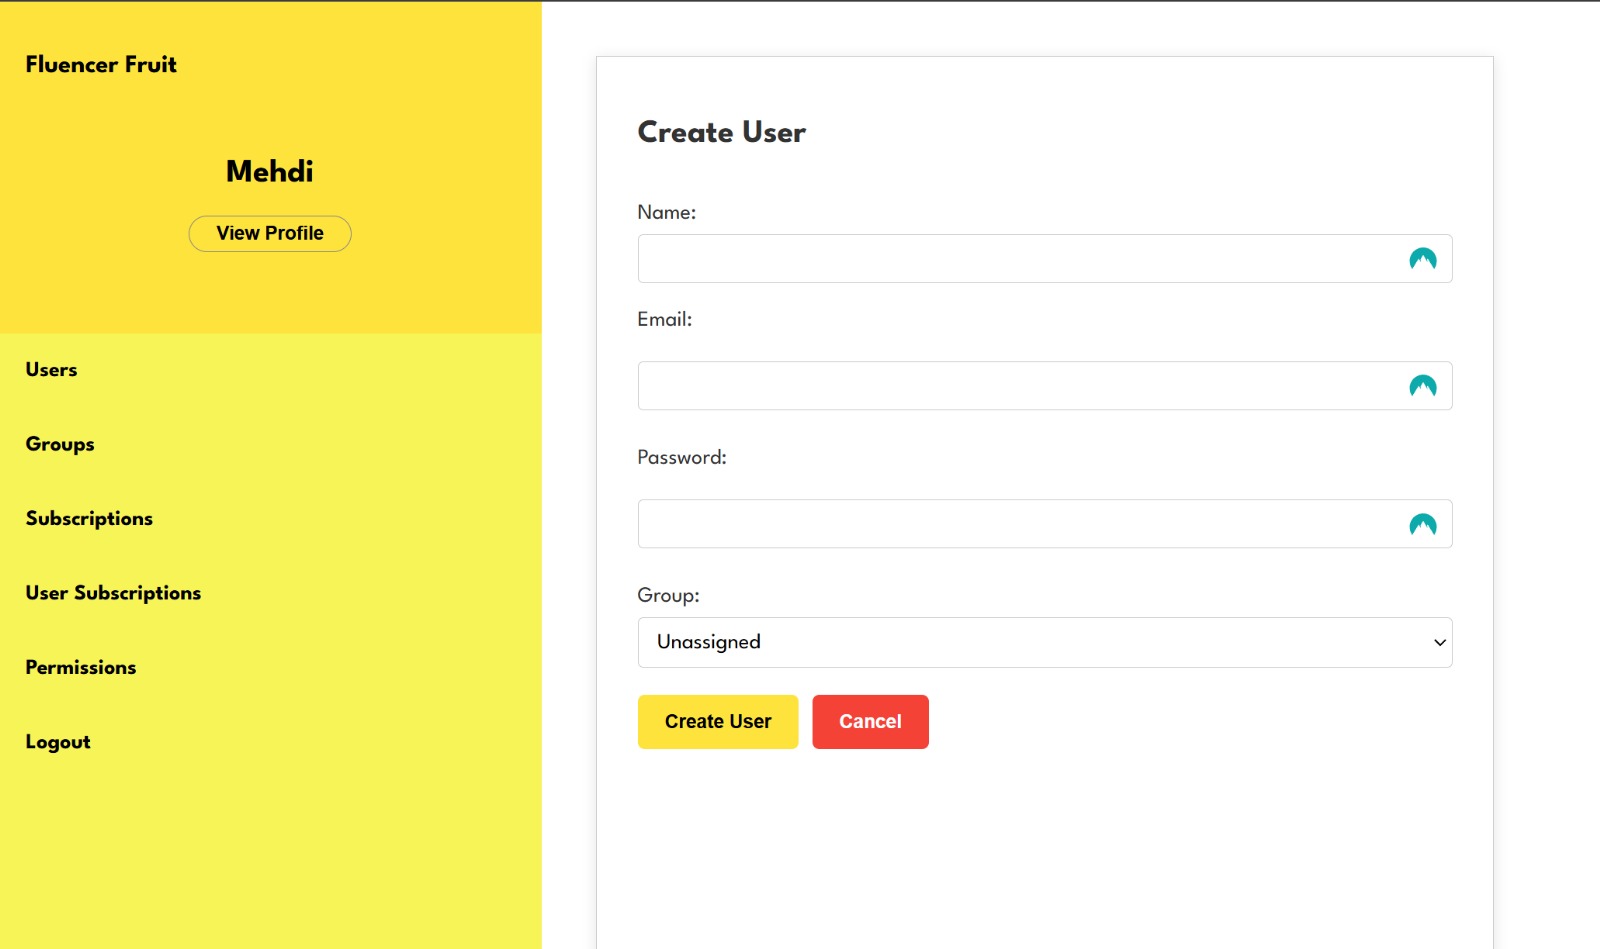 Fluencer Fruit
Mehdi
View Profile
Users
Groups
Subscriptions
User Subscriptions
Permissions
Logout
Create User
Name:
Email:
Password:
Group:
Unassigned
Create User
Cancel